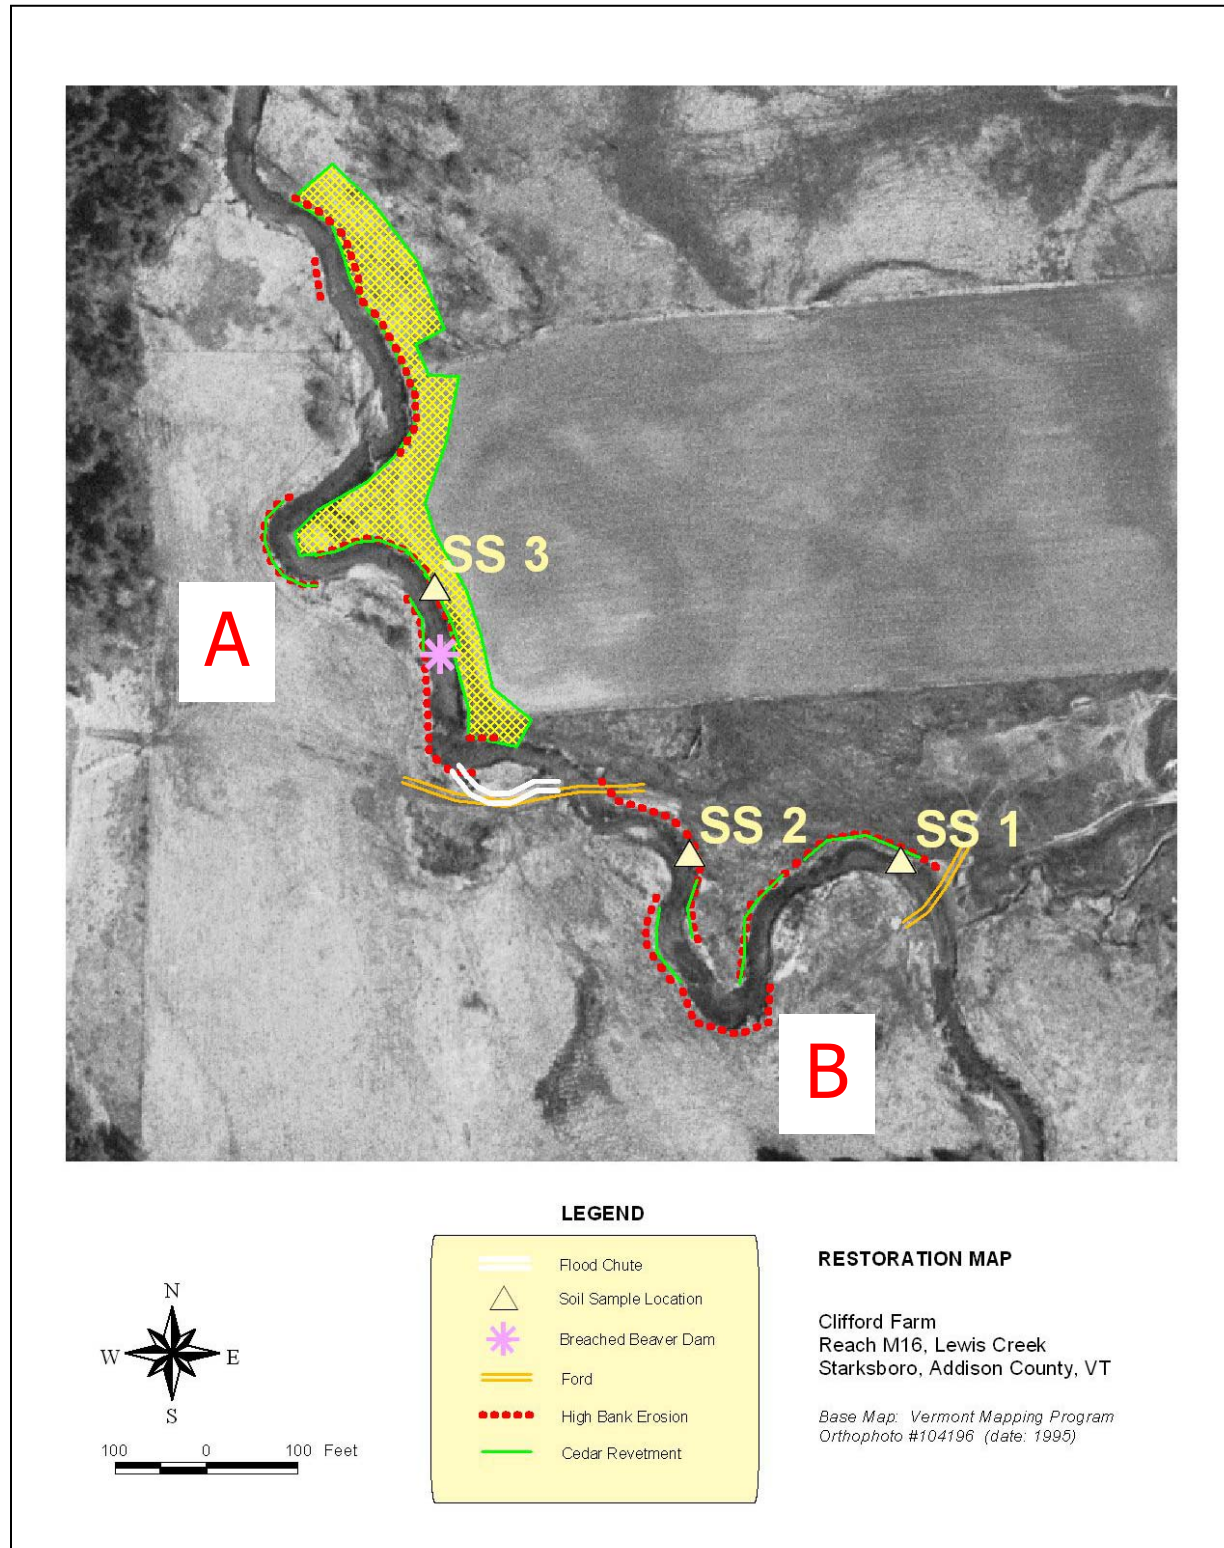 SS 3
A
SS 2
SS 1
B
LEGEND
Flood Chute
Soil Sample Location
Breached Beaver Dam
Ford
High Bank Erosion
Cedar Revetment
N
W
E
S
100 0 100 Feet
RESTORATION MAP
Clifford Farm
Reach M16, Lewis Creek
Starksboro, Addison County, VT
Base Map: Vermont Mapping Program
Orthophoto #104196 (date: 1995)